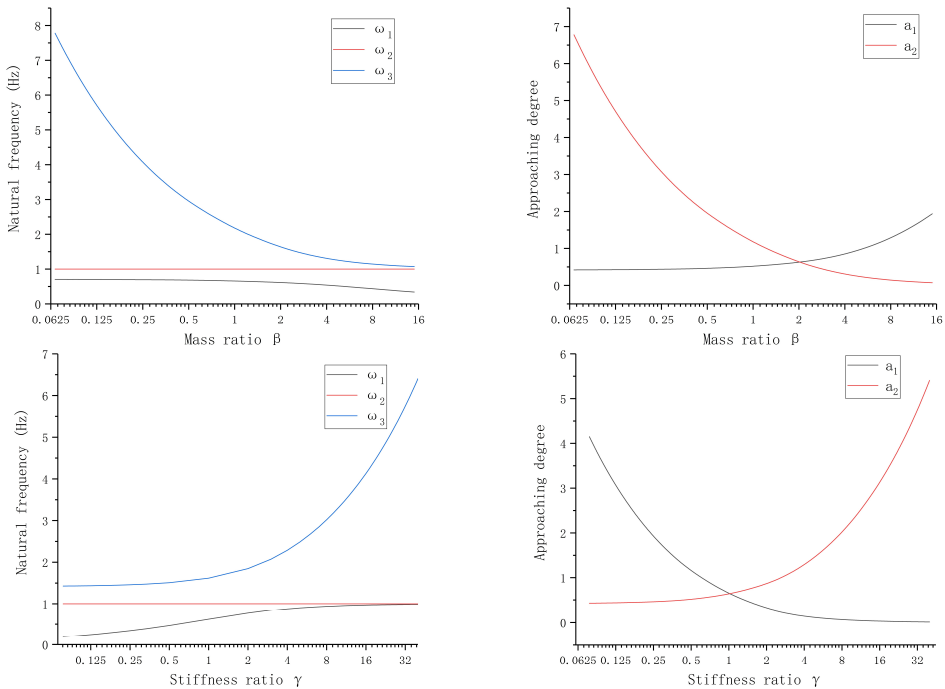 Natural frequency (Hz)
8
7
6
5
4
3
2
1
0
0.0625 0.125 0.25 0.5 1 2 4 8 16
Mass ratio β
ω1
ω2
ω3
Approaching degree
7
6
5
4
3
2
1
0
0.0625 0.125 0.25 0.5 1 2 4 8 16
Mass ratio β
a1
a2
Natural frequency (Hz)
7
6
5
4
3
2
1
0
0.125 0.25 0.5 1 2 4 8 16 32
Stiffness ratio γ
ω1
ω2
ω3
Approaching degree
6
5
4
3
2
1
0
0.0625 0.125 0.25 0.5 1 2 4 8 16 32
Stiffness ratio γ
a1
a2